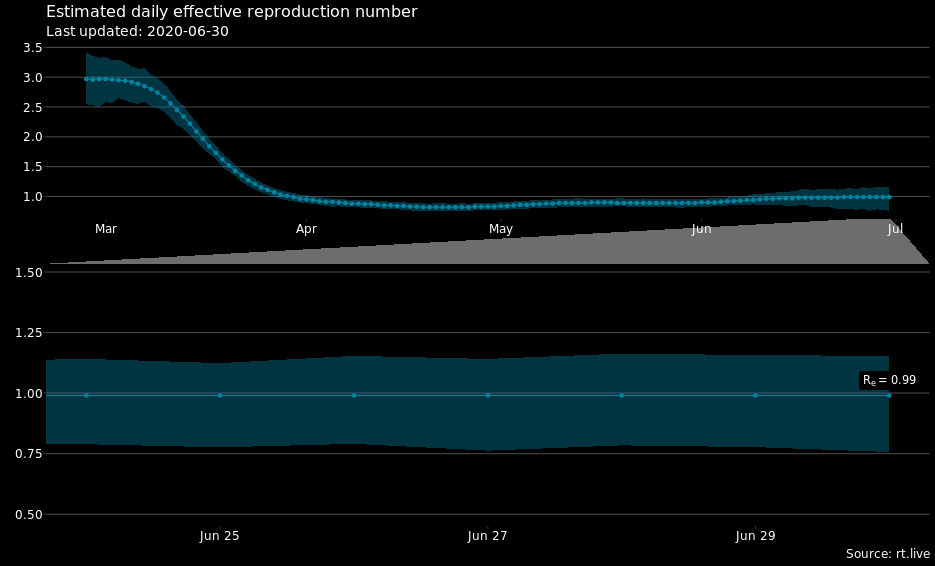 Estimated daily effective reproduction number
Last updated: 2020-06-30
3.5
3.0
2.5
2.0
1.5
1.0
Mar Apr May Jun Jul
1.50
1.25
1.00
0.75
0.50
Re = 0.99
Jun 25 Jun 27 Jun 29
Source: rt.live